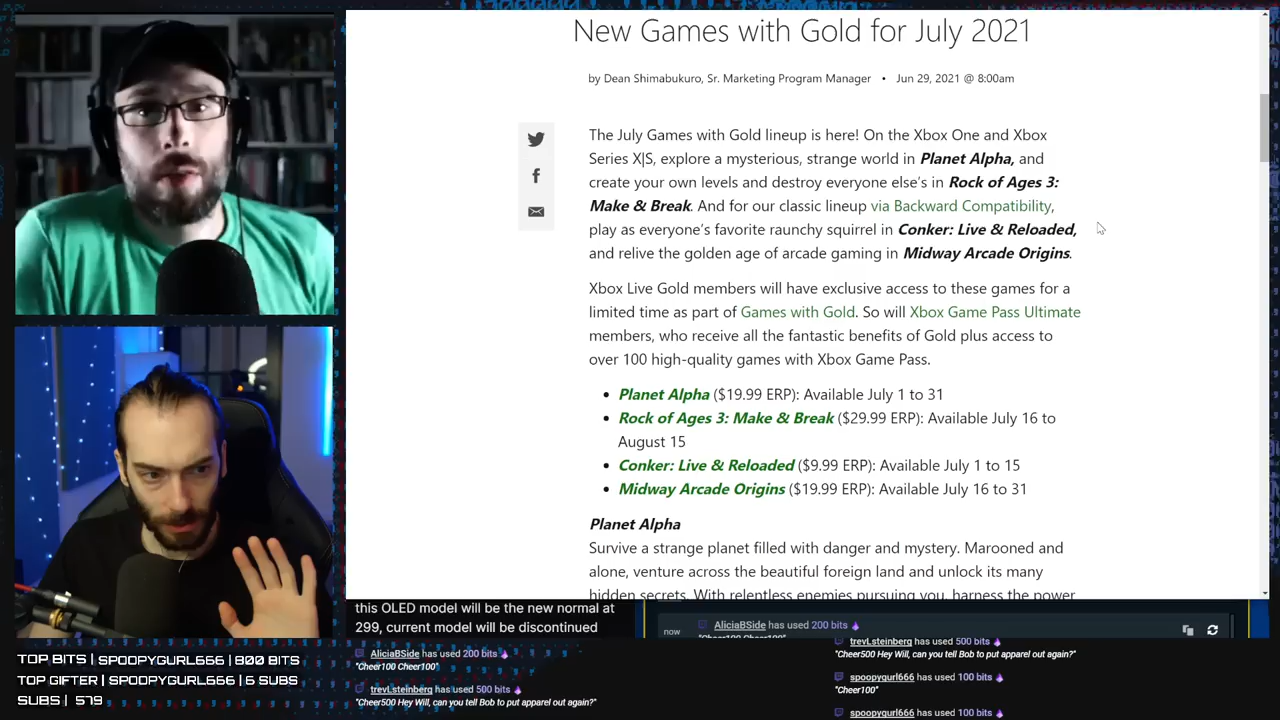 New Games with Gold for July 2021
by Dean Shimabukuro, Sr. Marketing Program Manager • Jun 29, 2021 @ 8:00am
The July Games with Gold lineup is here! On the Xbox One and Xbox
Series X|S, explore a mysterious, strange world in Planet Alpha, and
create your own levels and destroy everyone else's in Rock of Ages 3:
Make & Break. And for our classic lineup via Backward Compatibility,
play as everyone's favorite raunchy squirrel in Conker: Live & Reloaded,
and relive the golden age of arcade gaming in Midway Arcade Origins.
Xbox Live Gold members will have exclusive access to these games for a
limited time as part of Games with Gold. So will Xbox Game Pass Ultimate
members, who receive all the fantastic benefits of Gold plus access to
over 100 high-quality games with Xbox Game Pass.
• Planet Alpha ($19.99 ERP): Available July 1 to 31
• Rock of Ages 3: Make & Break ($29.99 ERP): Available July 16 to
August 15
• Conker: Live & Reloaded ($9.99 ERP): Available July 1 to 15
• Midway Arcade Origins ($19.99 ERP): Available July 16 to 31
Planet Alpha
Survive a strange planet filled with danger and mystery. Marooned and
alone, venture across the beautiful foreign land and unlock its many
hidden secrets. With relentless enemies pursuing you, harness the power
this OLED model will be the new normal at
299, current model will be discontinued
AliciaBSide has used 200 bits
"Cheer100 Cheer100"
trevLsteinberg has used 500 bits
"Cheer500 Hey Will, can you tell Bob to put apparel out again?"
now
AliciaBSide has used 200 bits
"Cheer100 Cheer100"
trevLsteinberg has used 500 bits
"Cheer500 Hey Will, can you tell Bob to put apparel out again?"
spoopygurl666 has used 100 bits
"Cheer100"
spoopygurl666 has used 100 bits
TOP BITS | SPOOPYGURL666 | 800 BITS
TOP GIFTER | SPOOPYGURL666 | 6 SUBS
SUBS | 579